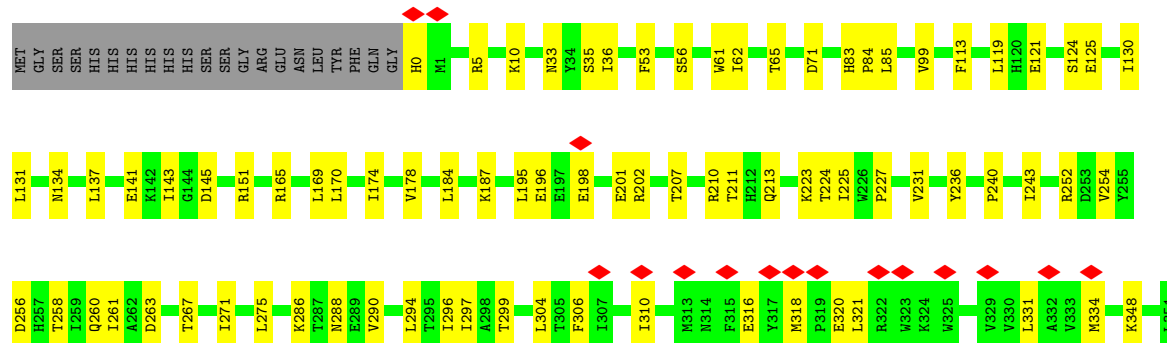 MET GLY SER SER HIS HIS HIS HIS HIS HIS SER SER GLY ARG GLU ASN LEU TYR PHE GLN GLY H0 M1 R5 K10 N33 Y34 S35 I36 F53 S56 W61 I62 T65 D71 H83 P84 L85 V99 F113 L119 H120 E121 S124 E125 I130
L131 N134 L137 E141 K142 I143 G144 D145 R151 R165 L169 L170 I174 V178 L184 K187 L195 E196 E197 E198 E201 R202 T207 R210 T211 H212 Q213 K223 T224 I225 W226 P227 V231 Y236 P240 I243 R252 D253 V254 Y255
D256 H257 T258 I259 Q260 I261 A262 D263 T267 I271 L275 K286 T287 N288 E289 V290 L294 T295 I296 I297 A298 T299 L304 T305 F306 I307 I310 M313 N314 F315 E316 Y317 M318 P319 E320 L321 R322 W323 K324 W325 V329 V330 L331 A332 V333 M334 K348